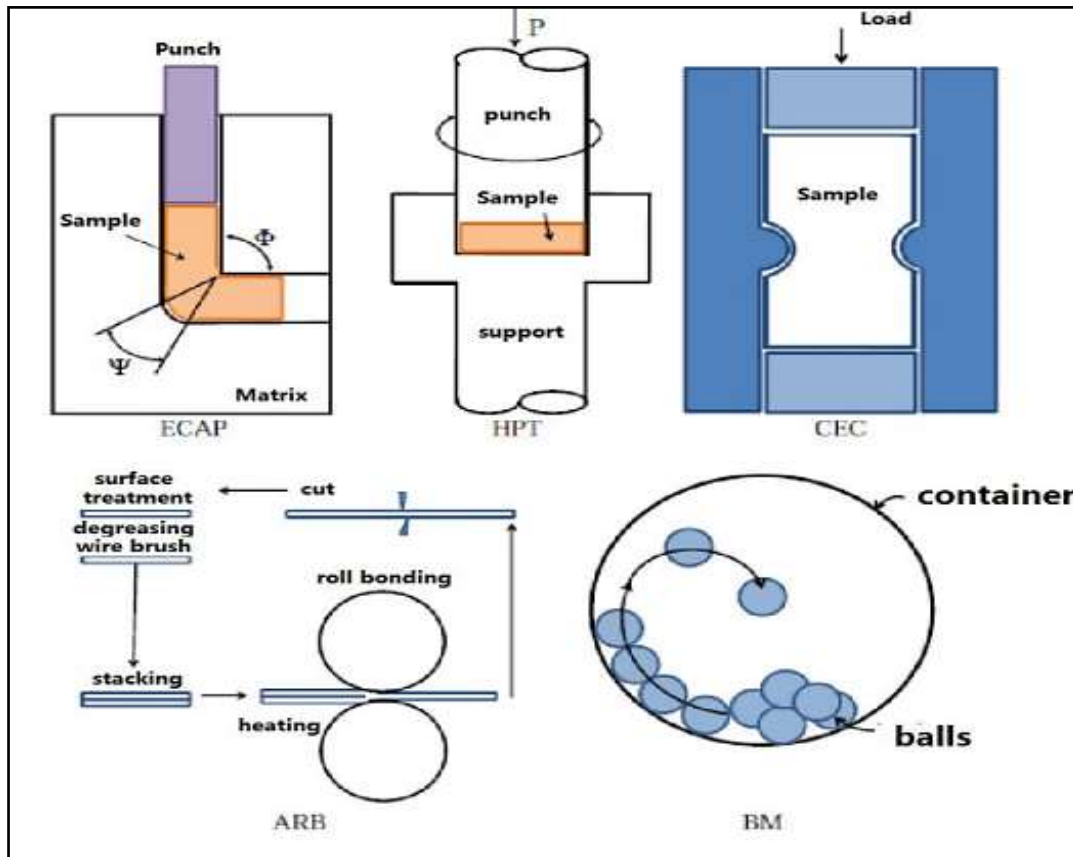 Punch
Sample
Φ
Ψ
Matrix
ECAP
P
punch
Sample
support
HPT
Load
Sample
CEC
surface
treatment
cut
degreasing
wire brush
roll bonding
stacking
heating
ARB
container
balls
BM